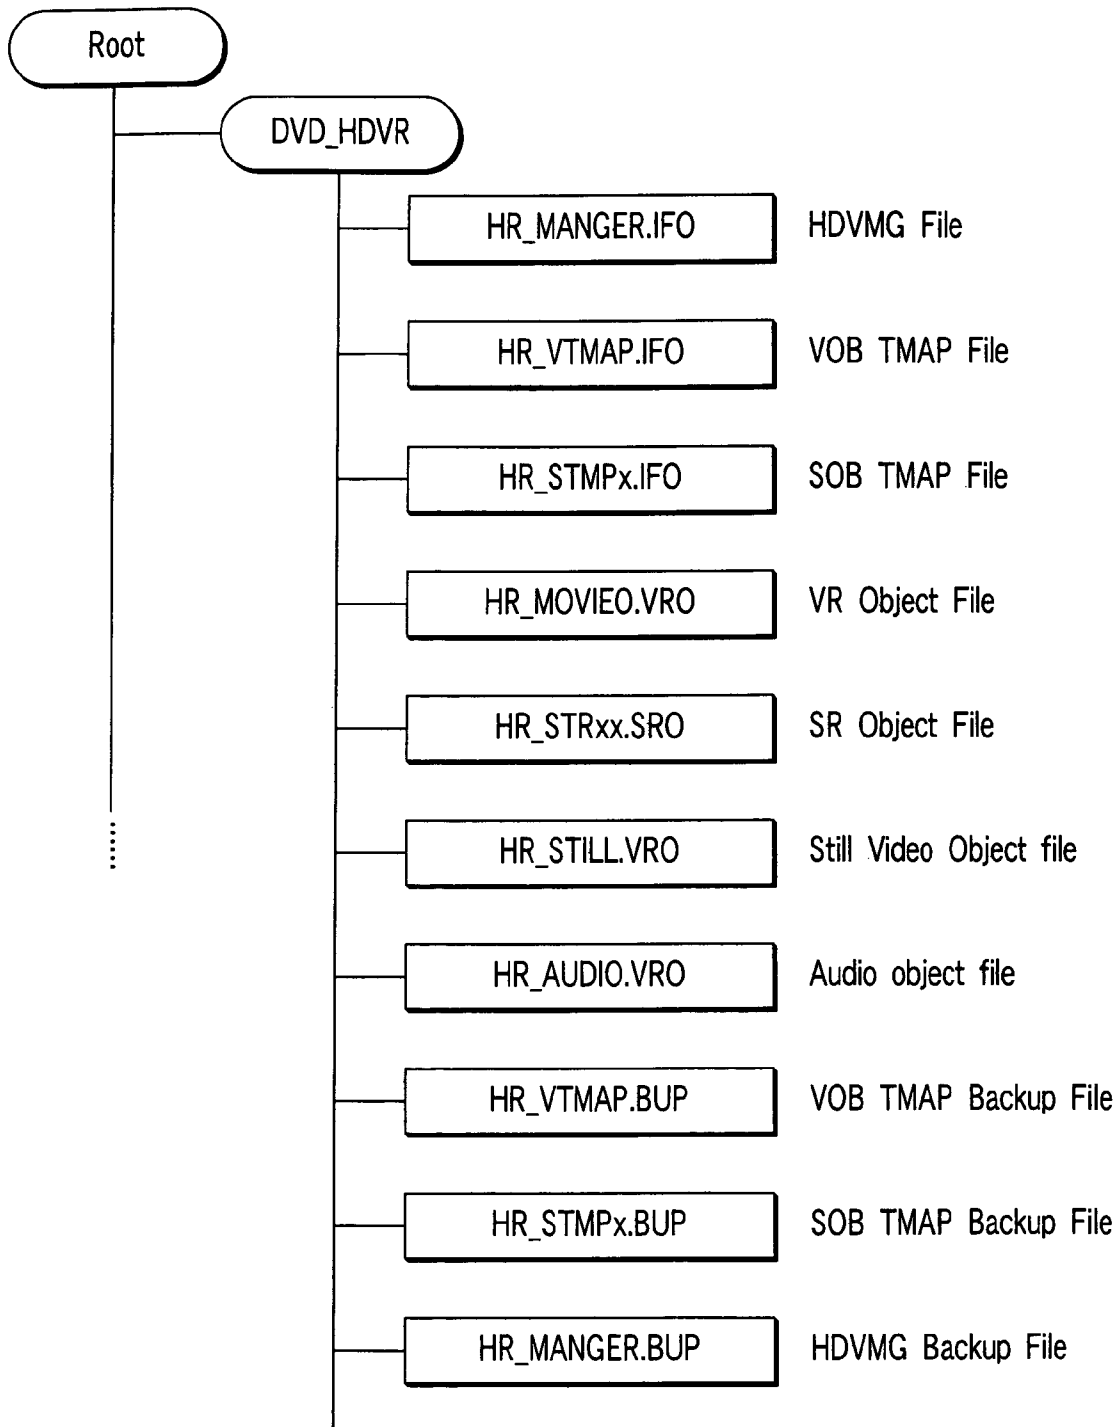 Root
DVD_HDVR
HR_MANGER.IFO HDVMG File
HR_VTMAP.IFO VOB TMAP File
HR_STMPx.IFO SOB TMAP File
HR_MOVIEO.VRO VR Object File
HR_STRxx.SRO SR Object File
HR_STILL.VRO Still Video Object file
HR_AUDIO.VRO Audio object file
HR_VTMAP.BUP VOB TMAP Backup File
HR_STMPx.BUP SOB TMAP Backup File
HR_MANGER.BUP HDVMG Backup File